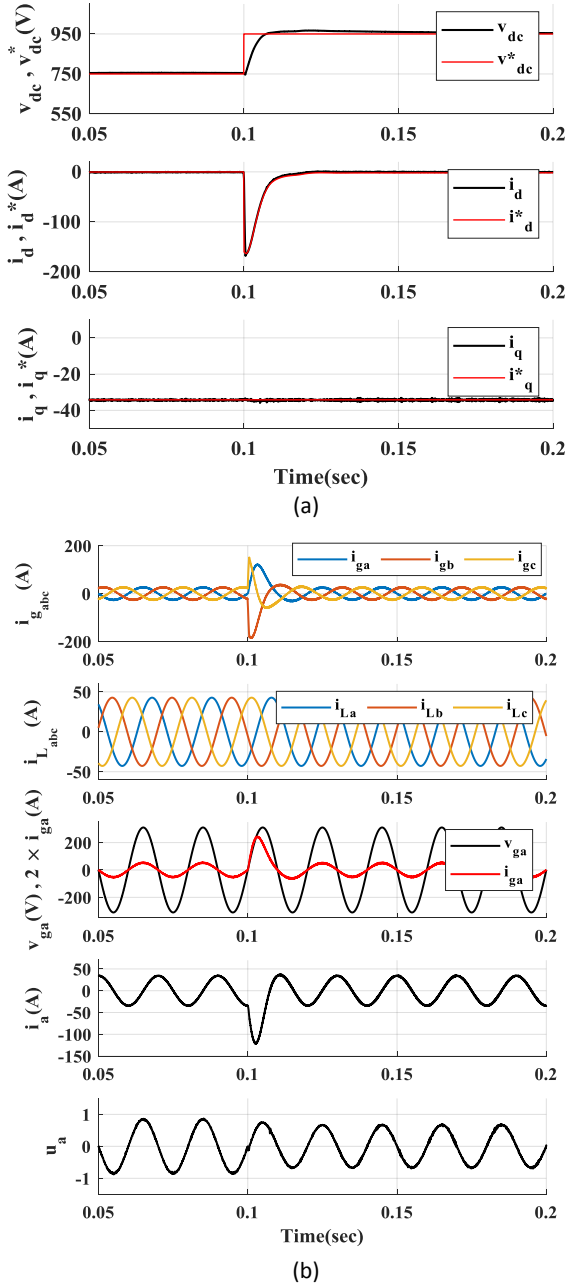 v_dc , v*_dc(V)
950
750
550
v_dc
v*_dc
0.05 0.1 0.15 0.2
i_d , i_d*(A)
0
-100
-200
i_d
i*_d
0.05 0.1 0.15 0.2
i_q , i_q*(A)
0
-20
-40
i_q
i*_q
0.05 0.1 0.15 0.2
Time(sec)
(a)
i_g_abc (A)
200
0
-200
i_ga i_gb i_gc
0.05 0.1 0.15 0.2
i_L_abc (A)
50
0
-50
i_La i_Lb i_Lc
0.05 0.1 0.15 0.2
v_ga(V) , 2 × i_ga(A)
200
0
-200
v_ga
i_ga
0.05 0.1 0.15 0.2
i_a(A)
50
0
-50
-100
-150
0.05 0.1 0.15 0.2
u_a
1
0
-1
0.05 0.1 0.15 0.2
Time(sec)
(b)